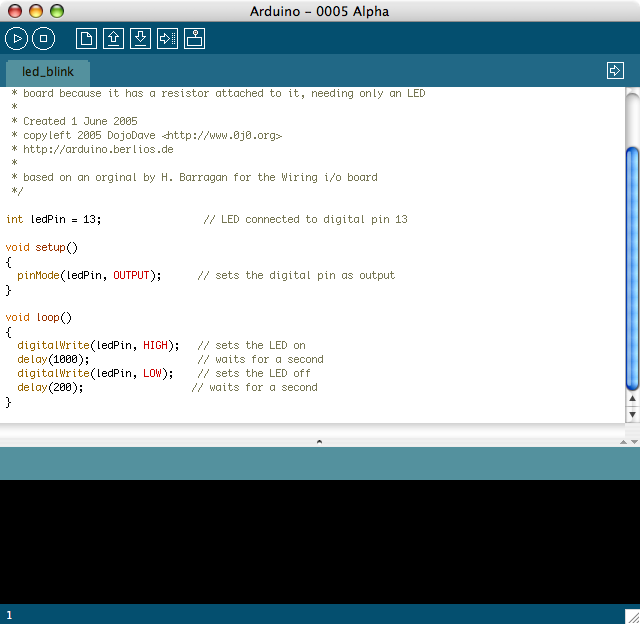 Arduino - 0005 Alpha
led_blink
 * board because it has a resistor attached to it, needing only an LED
 *
 * Created 1 June 2005
 * copyleft 2005 DojoDave <http://www.0j0.org>
 * http://arduino.berlios.de
 *
 * based on an orginal by H. Barragan for the Wiring i/o board
 */
int ledPin = 13;                 // LED connected to digital pin 13
void setup()
{
  pinMode(ledPin, OUTPUT);      // sets the digital pin as output
}
void loop()
{
  digitalWrite(ledPin, HIGH);   // sets the LED on
  delay(1000);                  // waits for a second
  digitalWrite(ledPin, LOW);    // sets the LED off
  delay(200);                  // waits for a second
}
1